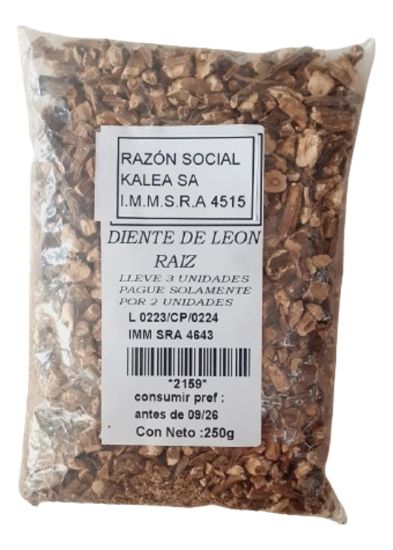 RAZÓN SOCIAL
KALEA SA
I.M.M.S.R.A 4515
DIENTE DE LEON
RAIZ
LLEVE 3 UNIDADES
PAGUE SOLAMENTE
POR 2 UNIDADES
L 0223/CP/0224
IMM SRA 4643
*2159*
consumir pref :
antes de 09/26
Con Neto :250g